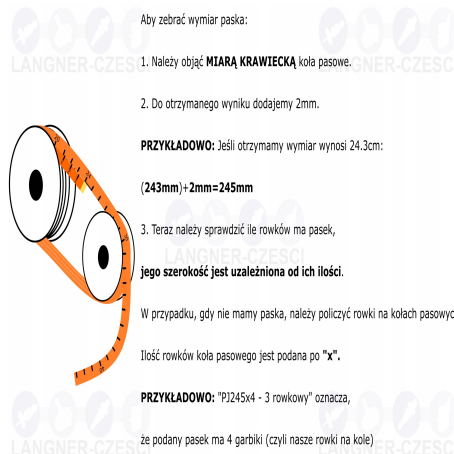 Aby zebrać wymiar paska:
LANGNER-CZESCI
LANGNER-CZESCI
1. Należy objąć MIARĄ KRAWIECKĄ koła pasowe.
2. Do otrzymanego wyniku dodajemy 2mm.
PRZYKŁADOWO: Jeśli otrzymamy wymiar wynosi 24.3cm:
(243mm)+2mm=245mm
3. Teraz należy sprawdzić ile rowków ma pasek,
LANGNER-CZESCI
jego szerokość jest uzależniona od ich ilości.
W przypadku, gdy nie mamy paska, należy policzyć rowki na kołach pasowyc
Ilość rowków koła pasowego jest podana po "x".
PRZYKŁADOWO: "PJ245x4 - 3 rowkowy" oznacza,
że podany pasek ma 4 garbiki (czyli nasze rowki na kole)
LANGNER-CZESCI
LANGNER-CZESCI